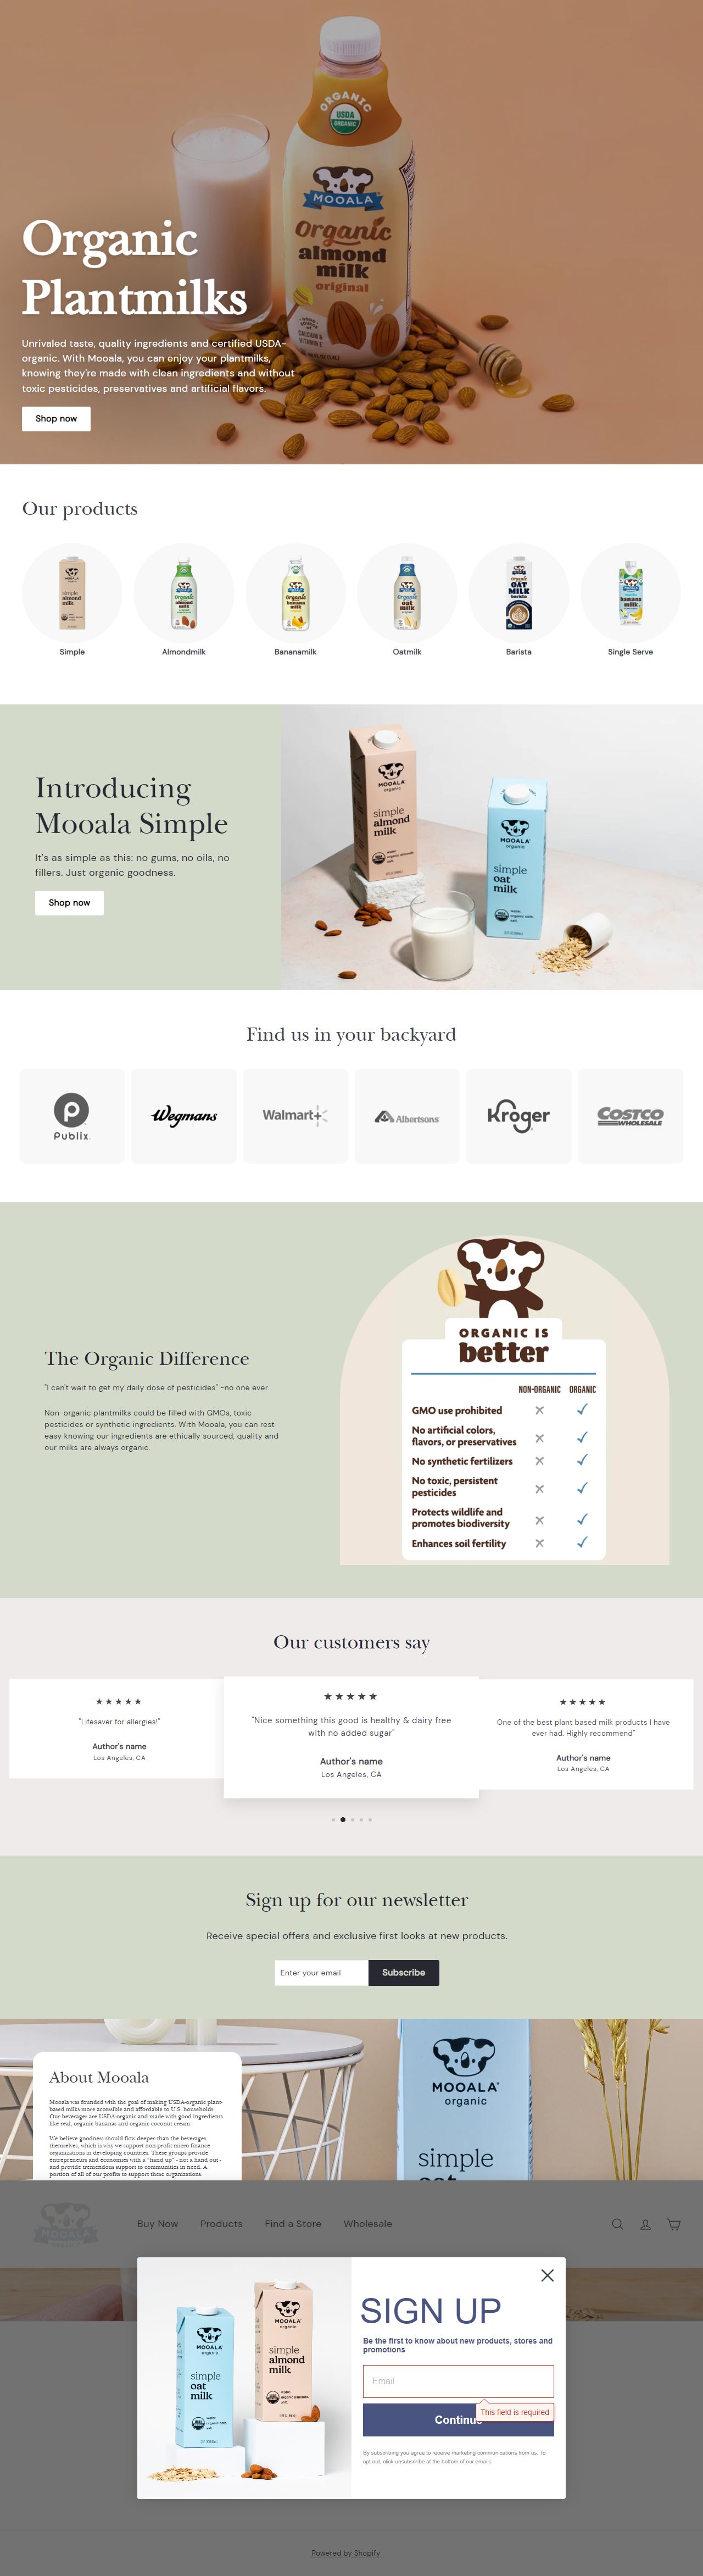 ORGANIC
USDA
ORGANIC
MOOALA
Organic
almond
milk
original
Organic
Plantmilks
Unrivaled taste, quality ingredients and certified USDA-
organic. With Mooala, you can enjoy your plantmilks,
knowing they're made with clean ingredients and without
toxic pesticides, preservatives and artificial flavors.
Shop now
Our products
Simple
Almondmilk
Bananamilk
Oatmilk
Barista
Single Serve
Introducing
Mooala Simple
It's as simple as this: no gums, no oils, no
fillers. Just organic goodness.
Shop now
MOOALA
organic
simple
almond
milk
MOOALA
organic
simple
oat
milk
Find us in your backyard
Publix
Wegmans
Walmart
Albertsons
Kroger
COSTCO
WHOLESALE
The Organic Difference
"I can't wait to get my daily dose of pesticides" -no one ever.
Non-organic plantmilks could be filled with GMOs, toxic
pesticides or synthetic ingredients. With Mooala, you can rest
easy knowing our ingredients are ethically sourced, quality and
our milks are always organic.
ORGANIC IS
better
NON-ORGANIC ORGANIC
GMO use prohibited
No artificial colors,
flavors, or preservatives
No synthetic fertilizers
No toxic, persistent
pesticides
Protects wildlife and
promotes biodiversity
Enhances soil fertility
Our customers say
"Lifesaver for allergies!"
Author's name
Los Angeles, CA
"Nice something this good is healthy & dairy free
with no added sugar"
Author's name
Los Angeles, CA
One of the best plant based milk products I have
ever had. Highly recommend"
Author's name
Los Angeles, CA
Sign up for our newsletter
Receive special offers and exclusive first looks at new products.
Enter your email
Subscribe
About Mooala
Mooala was founded with the goal of making USDA-organic plant-
based milks more accessible and affordable to U.S. households.
Our beverages are USDA-organic and made with good ingredients
like real, organic bananas and organic coconut cream.
We believe goodness should flow deeper than the beverages
themselves, which is why we support non-profit micro finance
organizations in developing countries. These groups provide
entrepreneurs and economies with a "hand up" - not a hand out -
and provide tremendous support to communities in need. A
portion of all of our profits to support these organizations.
MOOALA
organic
simple
MOOALA
Buy Now
Products
Find a Store
Wholesale
MOOALA
organic
simple
oat
milk
MOOALA
organic
simple
almond
milk
SIGN UP
Be the first to know about new products, stores and
promotions
Email
This field is required
Continue
By subscribing you agree to receive marketing communications from us. To
opt out, click unsubscribe at the bottom of our emails.
Powered by Shopify